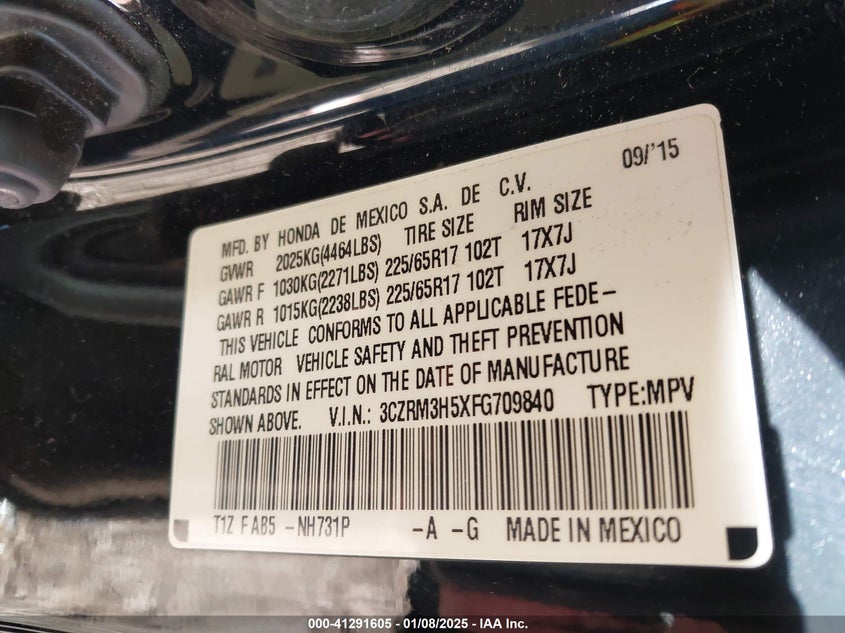 09/'15
MFD. BY HONDA DE MEXICO S.A. DE C.V.
GVWR 2025KG(4464LBS) TIRE SIZE RIM SIZE
GAWR F 1030KG(2271LBS) 225/65R17 102T 17X7J
GAWR R 1015KG(2238LBS) 225/65R17 102T 17X7J
THIS VEHICLE CONFORMS TO ALL APPLICABLE FEDE-
RAL MOTOR VEHICLE SAFETY AND THEFT PREVENTION
STANDARDS IN EFFECT ON THE DATE OF MANUFACTURE
SHOWN ABOVE. V.I.N.: 3CZRM3H5XFG709840 TYPE:MPV
T1Z F AB5 -NH731P -A -G MADE IN MEXICO
000-41291605 - 01/08/2025 - IAA Inc.